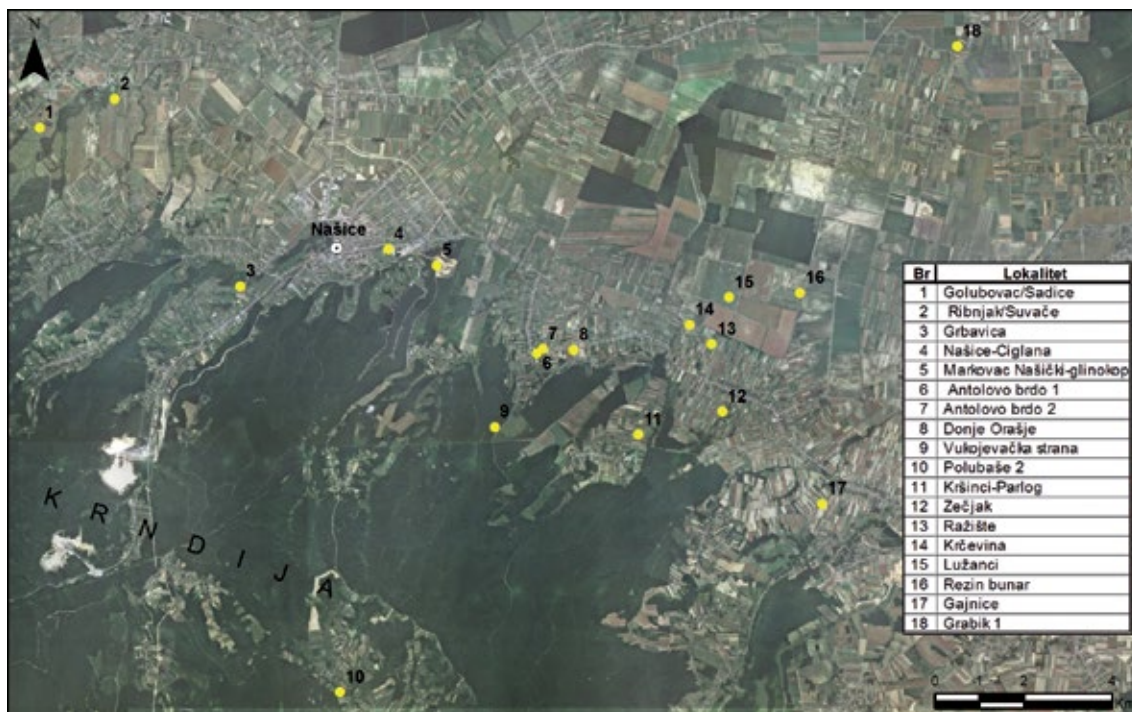 N
18
2
1
Našice
4
5
3
16
15
14
13
7
8
6
12
9
11
17
KRNDIJA
10
Br Lokalitet
1 Golubovac/Sadice
2 Ribnjak/Suvače
3 Grbavica
4 Našice-Ciglana
5 Markovac Našički-glinokop
6 Antolovo brdo 1
7 Antolovo brdo 2
8 Donje Orašje
9 Vukojevačka strana
10 Polubaše 2
11 Kršinci-Parlog
12 Zečjak
13 Ražište
14 Krčevina
15 Lužanci
16 Rezin bunar
17 Gajnice
18 Grabik 1
0 2 4
Km